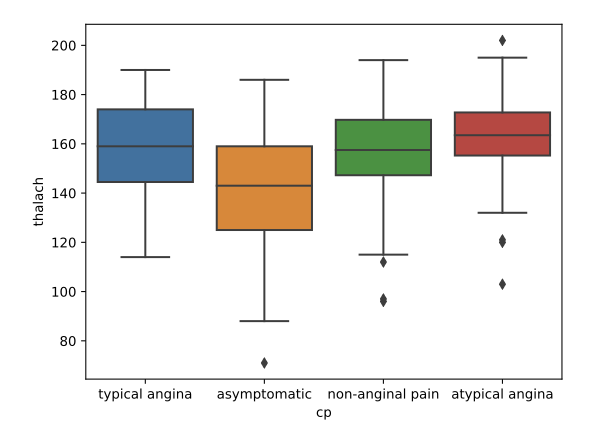 200
180
160
140
120
100
80
thalach
typical angina
asymptomatic
non-anginal pain
atypical angina
cp